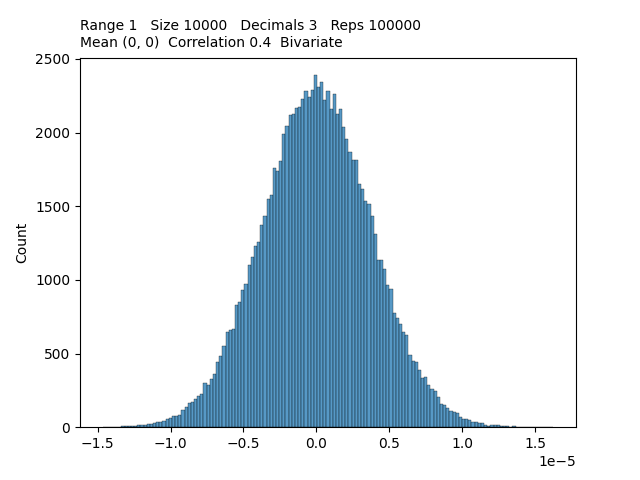 Range 1   Size 10000   Decimals 3   Reps 100000
Mean (0, 0)  Correlation 0.4  Bivariate
2500
2000
1500
1000
500
0
Count
−1.5 −1.0 −0.5 0.0 0.5 1.0 1.5
1e−5